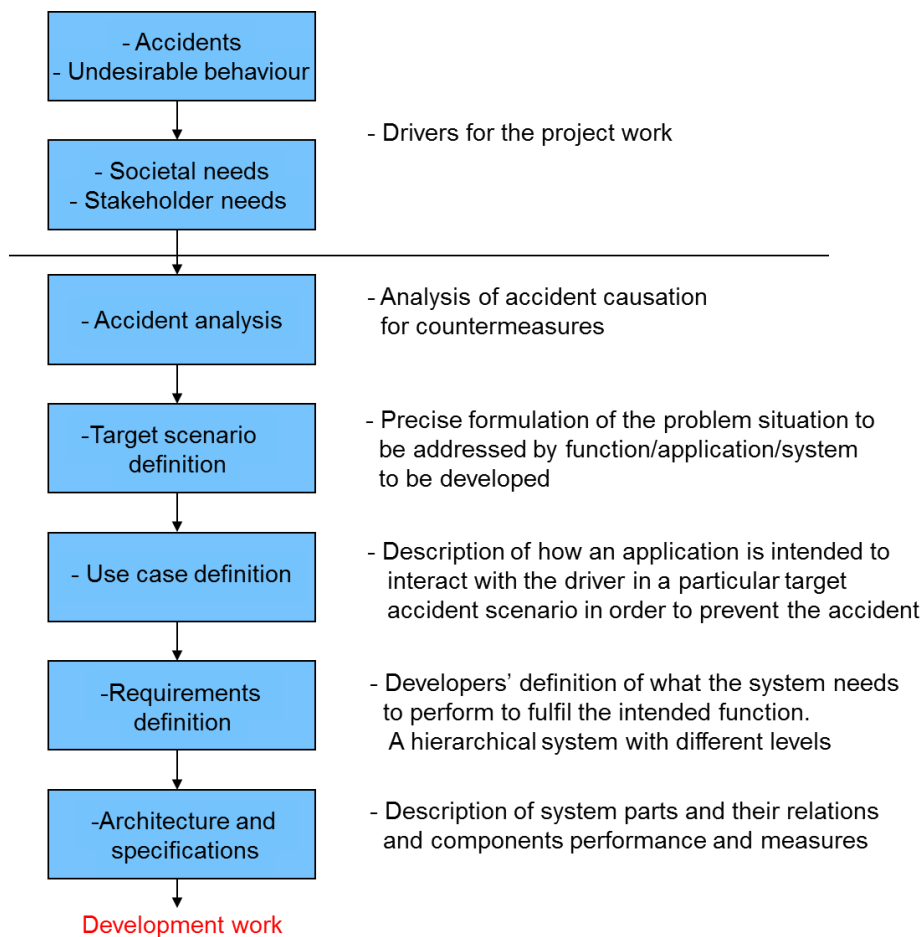 - Accidents
- Undesirable behaviour
- Drivers for the project work
- Societal needs
- Stakeholder needs
- Accident analysis
- Analysis of accident causation
for countermeasures
-Target scenario
definition
- Precise formulation of the problem situation to
be addressed by function/application/system
to be developed
- Use case definition
- Description of how an application is intended to
interact with the driver in a particular target
accident scenario in order to prevent the accident
-Requirements
definition
- Developers’ definition of what the system needs
to perform to fulfil the intended function.
A hierarchical system with different levels
-Architecture and
specifications
- Description of system parts and their relations
and components performance and measures
Development work